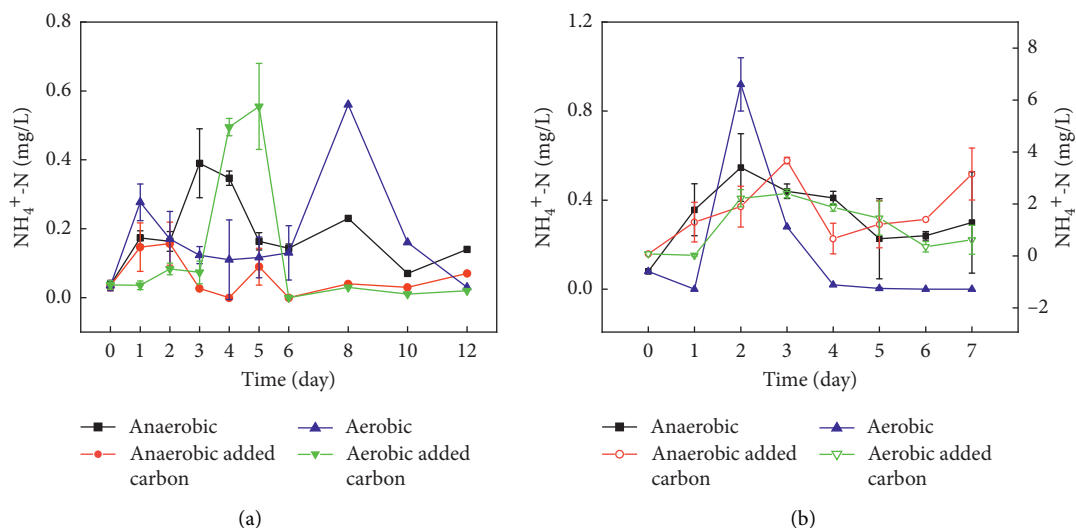 0.8
0.6
0.4
0.2
0.0
NH₄⁺-N (mg/L)
0 1 2 3 4 5 6 8 10 12
Time (day)
Anaerobic
Aerobic
Anaerobic added
carbon
Aerobic added
carbon
(a)
1.2
0.8
0.4
0.0
NH₄⁺-N (mg/L)
8
6
4
2
0
−2
NH₄⁺-N (mg/L)
0 1 2 3 4 5 6 7
Time (day)
Anaerobic
Aerobic
Anaerobic added
carbon
Aerobic added
carbon
(b)